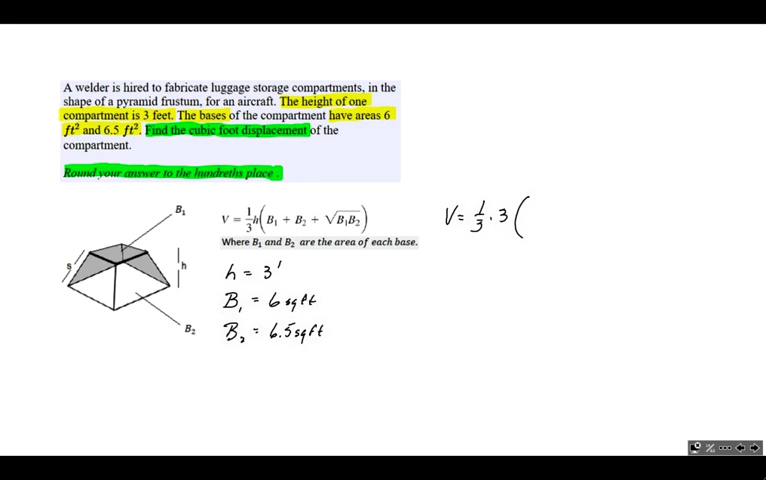 A welder is hired to fabricate luggage storage compartments, in the
shape of a pyramid frustum, for an aircraft. The height of one
compartment is 3 feet. The bases of the compartment have areas 6
ft² and 6.5 ft². Find the cubic foot displacement of the
compartment.
Round your answer to the hundreths place .
B₁
s
h
B₂
V = 1/3 h(B₁ + B₂ + √B₁B₂)
Where B₁ and B₂ are the area of each base.
h = 3'
B₁ = 6 sq ft
B₂ = 6.5 sq ft
V = 1/3 · 3 (